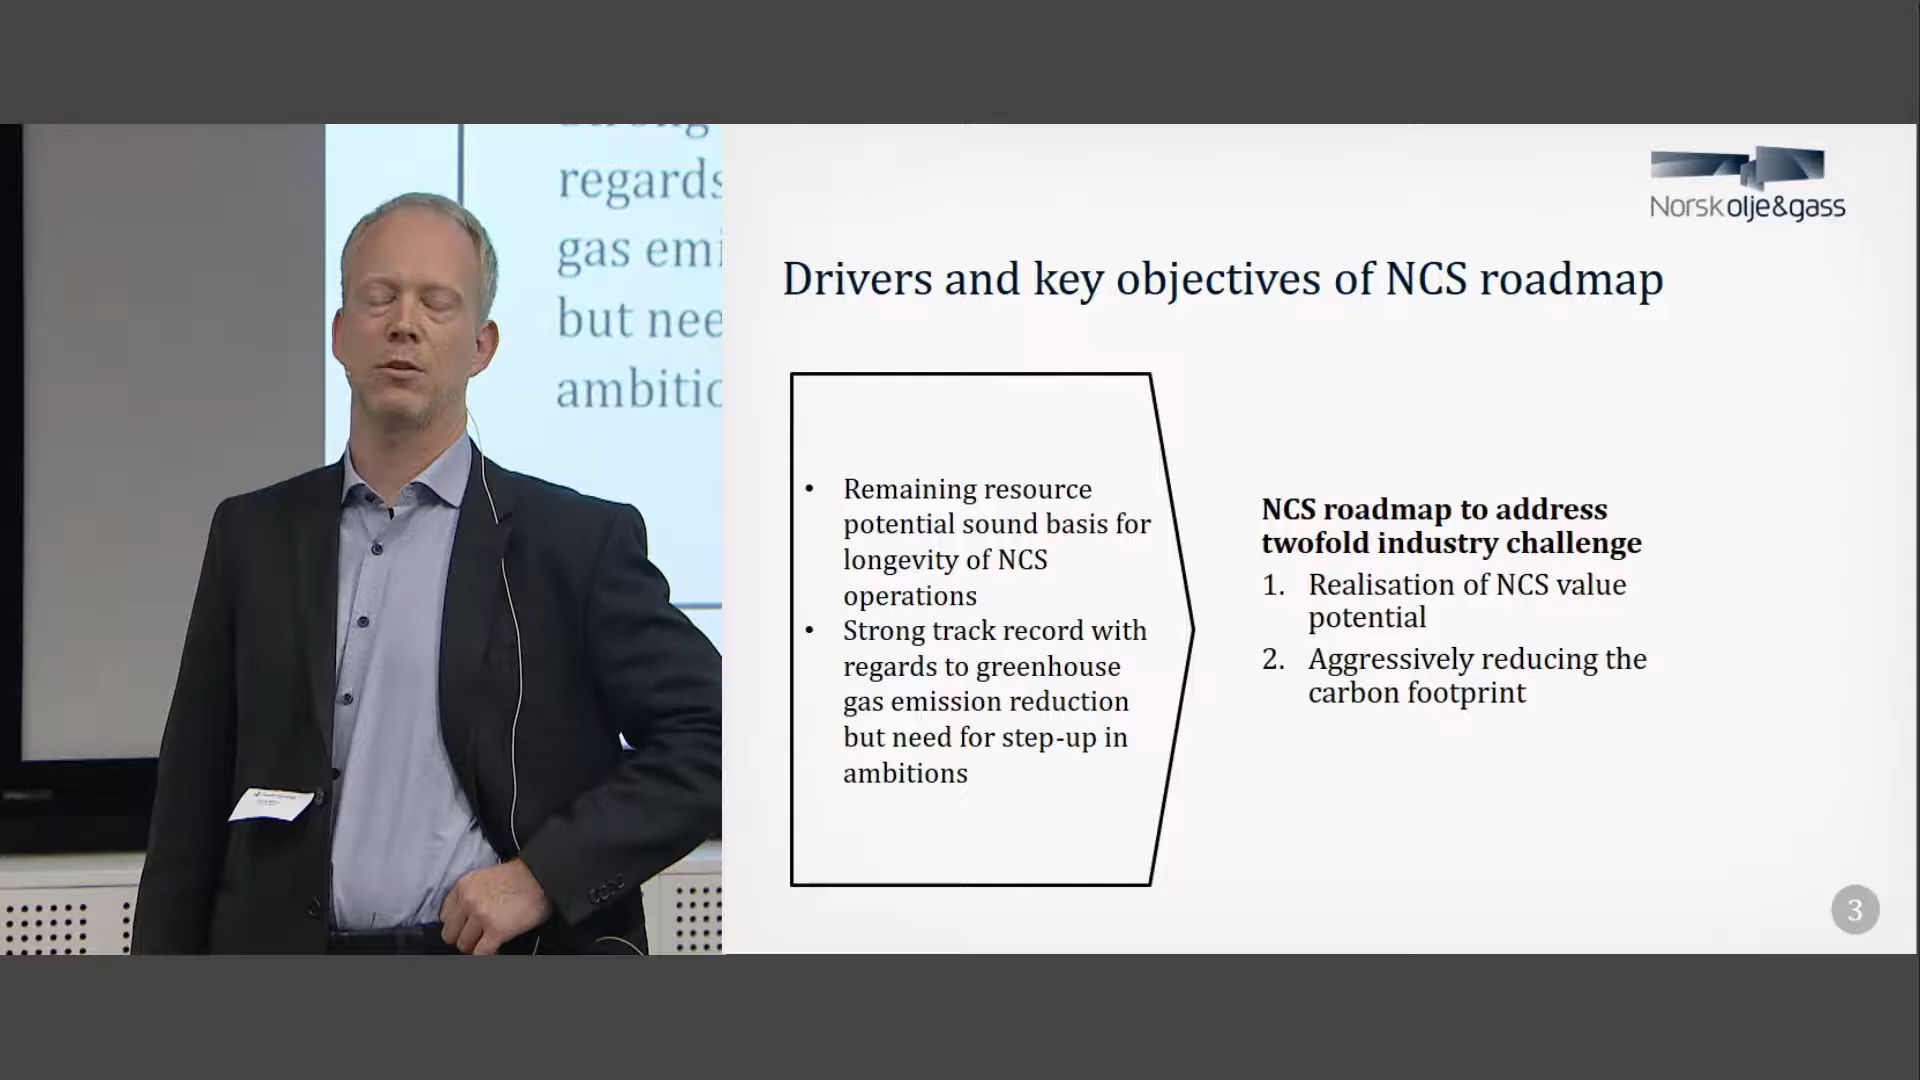 regards
gas emi
but nee
ambitio
Norsk olje&gass
Drivers and key objectives of NCS roadmap
• Remaining resource
potential sound basis for
longevity of NCS
operations
• Strong track record with
regards to greenhouse
gas emission reduction
but need for step-up in
ambitions
NCS roadmap to address
twofold industry challenge
1. Realisation of NCS value
potential
2. Aggressively reducing the
carbon footprint
3